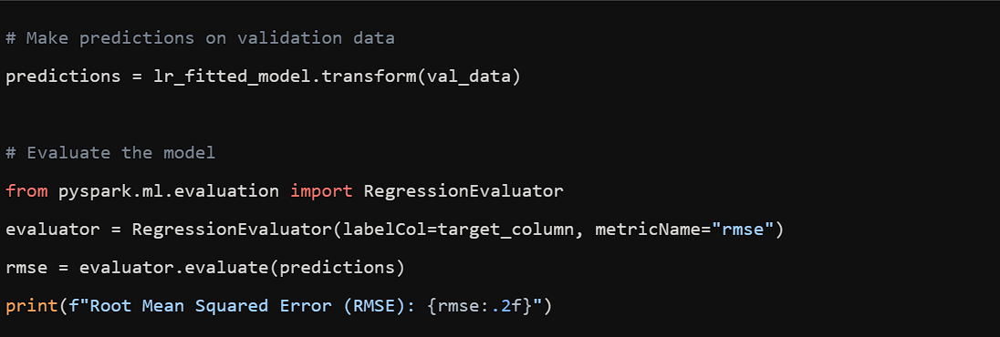 # Make predictions on validation data
predictions = lr_fitted_model.transform(val_data)
# Evaluate the model
from pyspark.ml.evaluation import RegressionEvaluator
evaluator = RegressionEvaluator(labelCol=target_column, metricName="rmse")
rmse = evaluator.evaluate(predictions)
print(f"Root Mean Squared Error (RMSE): {rmse:.2f}")